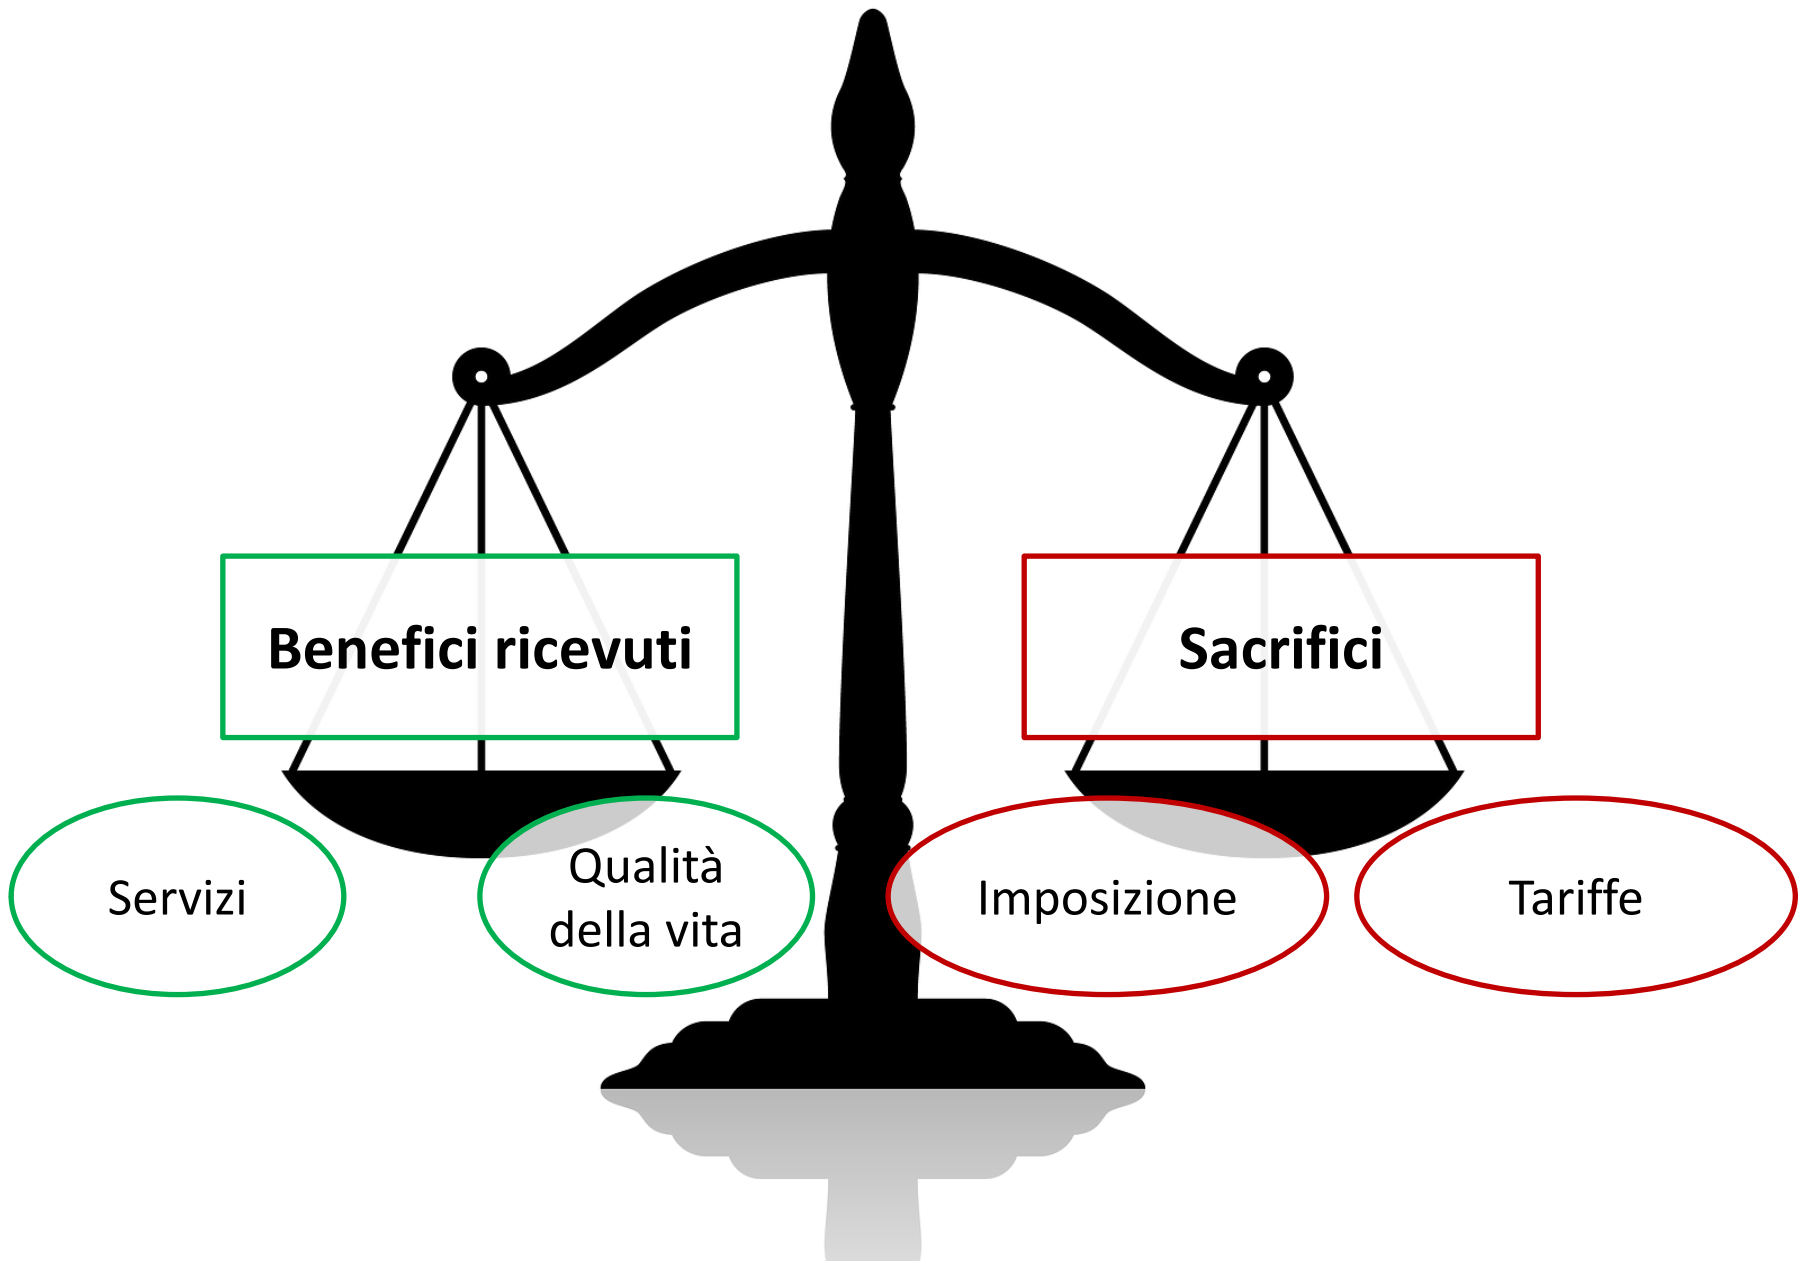 Benefici ricevuti
Sacrifici
Servizi
Qualità
della vita
Imposizione
Tariffe